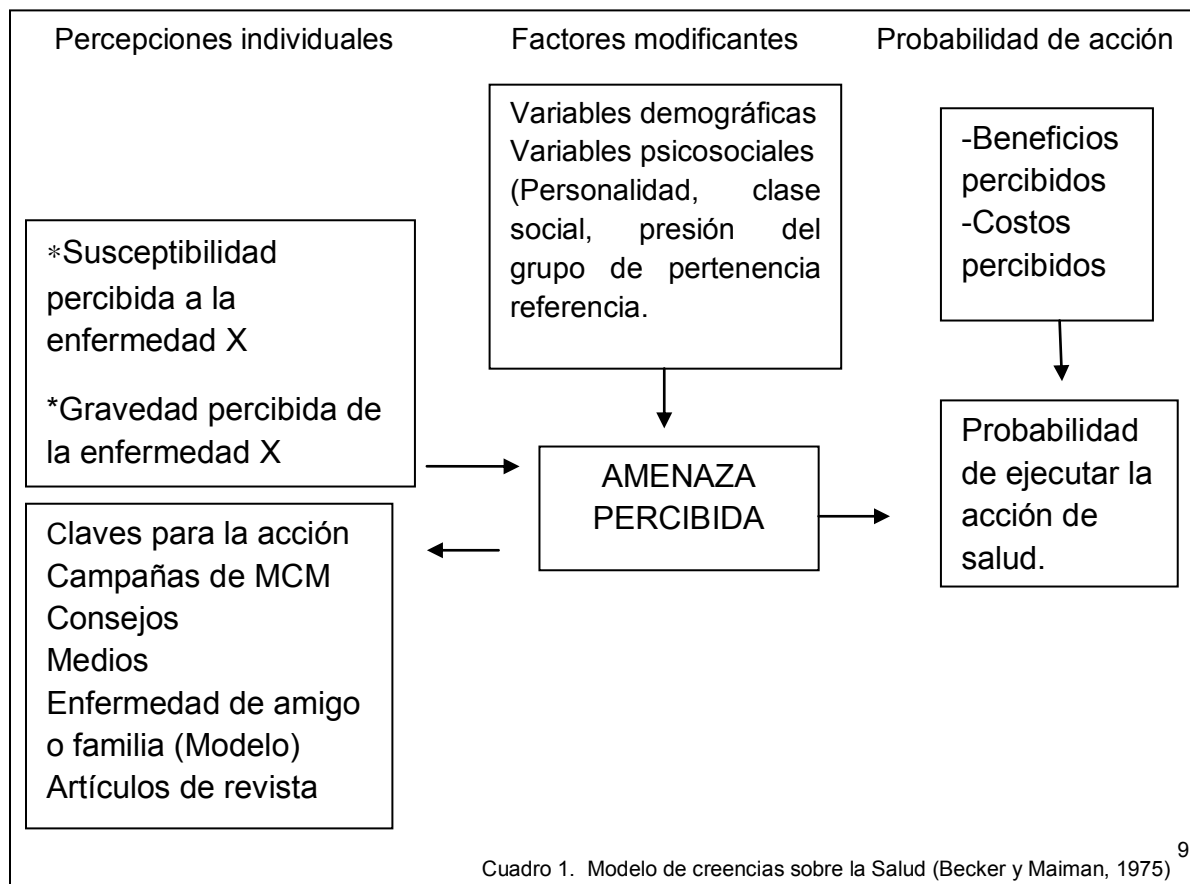 Percepciones individuales
Factores modificantes
Probabilidad de acción
Variables demográficas
Variables psicosociales
(Personalidad, clase
social, presión del
grupo de pertenencia
referencia.
-Beneficios
percibidos
-Costos
percibidos
*Susceptibilidad
percibida a la
enfermedad X
*Gravedad percibida de
la enfermedad X
AMENAZA
PERCIBIDA
Probabilidad
de ejecutar la
acción de
salud.
Claves para la acción
Campañas de MCM
Consejos
Medios
Enfermedad de amigo
o familia (Modelo)
Artículos de revista
Cuadro 1. Modelo de creencias sobre la Salud (Becker y Maiman, 1975) 9